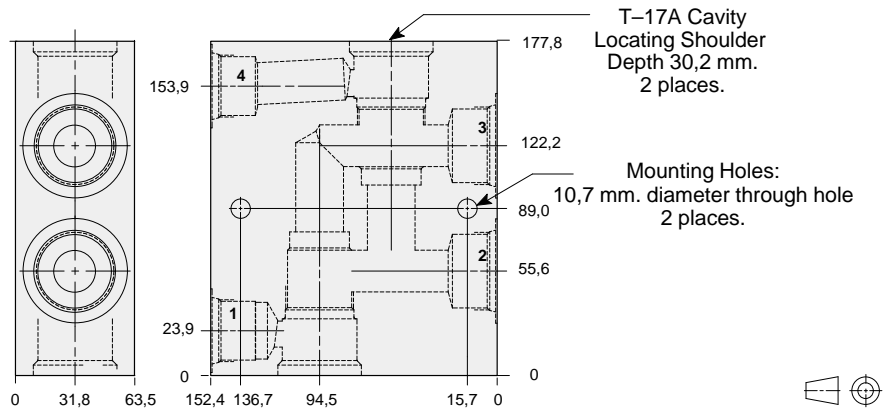 T–17A Cavity
Locating Shoulder
Depth 30,2 mm.
2 places.
177,8
4
153,9
3
122,2
Mounting Holes:
10,7 mm. diameter through hole
2 places.
89,0
2
55,6
1
23,9
0
0
0
31,8
63,5
152,4
136,7
94,5
15,7
0